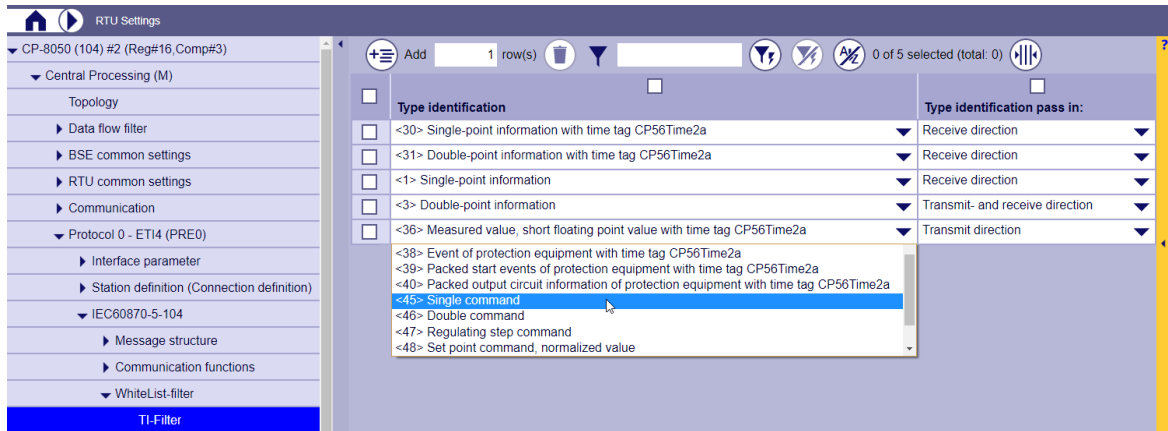 RTU Settings
CP-8050 (104) #2 (Reg#16,Comp#3)
Central Processing (M)
Topology
Data flow filter
BSE common settings
RTU common settings
Communication
Protocol 0 - ETI4 (PRE0)
Interface parameter
Station definition (Connection definition)
IEC60870-5-104
Message structure
Communication functions
WhiteList-filter
TI-Filter
Add 1 row(s) 0 of 5 selected (total: 0) ?
Type identification Type identification pass in:
<30> Single-point information with time tag CP56Time2a Receive direction
<31> Double-point information with time tag CP56Time2a Receive direction
<1> Single-point information Receive direction
<3> Double-point information Transmit- and receive direction
<36> Measured value, short floating point value with time tag CP56Time2a Transmit direction
<38> Event of protection equipment with time tag CP56Time2a
<39> Packed start events of protection equipment with time tag CP56Time2a
<40> Packed output circuit information of protection equipment with time tag CP56Time2a
<45> Single command
<46> Double command
<47> Regulating step command
<48> Set point command, normalized value